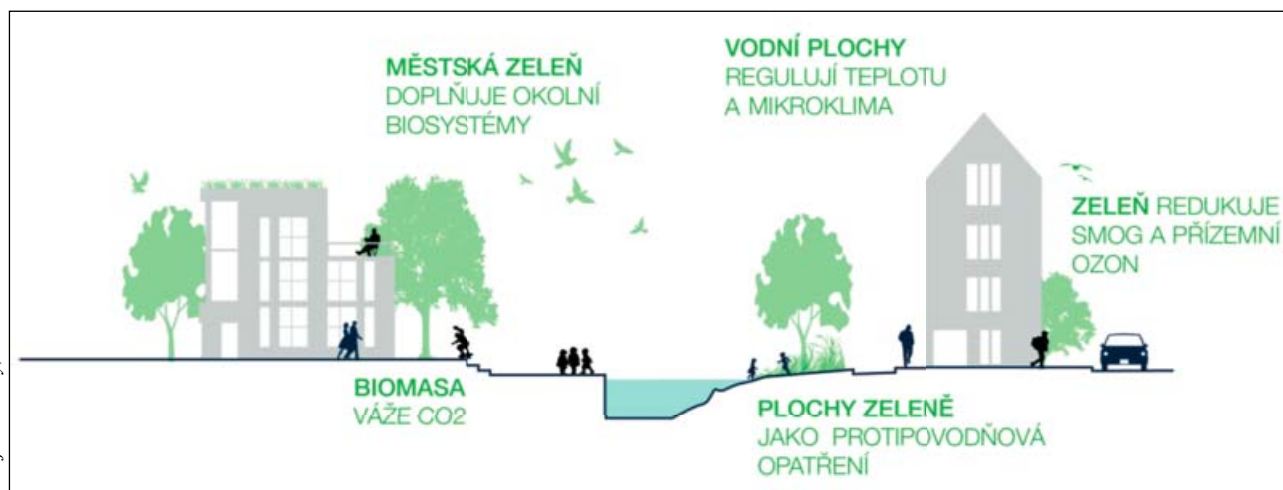 MĚSTSKÁ ZELEŇ
DOPLŇUJE OKOLNÍ
BIOSYSTÉMY
VODNÍ PLOCHY
REGULUJÍ TEPLOTU
A MIKROKLIMA
ZELEŇ REDUKUJE
SMOG A PŘÍZEMNÍ
OZON
BIOMASA
VÁŽE CO2
PLOCHY ZELENĚ
JAKO PROTIPOVODŇOVÁ
OPATŘENÍ